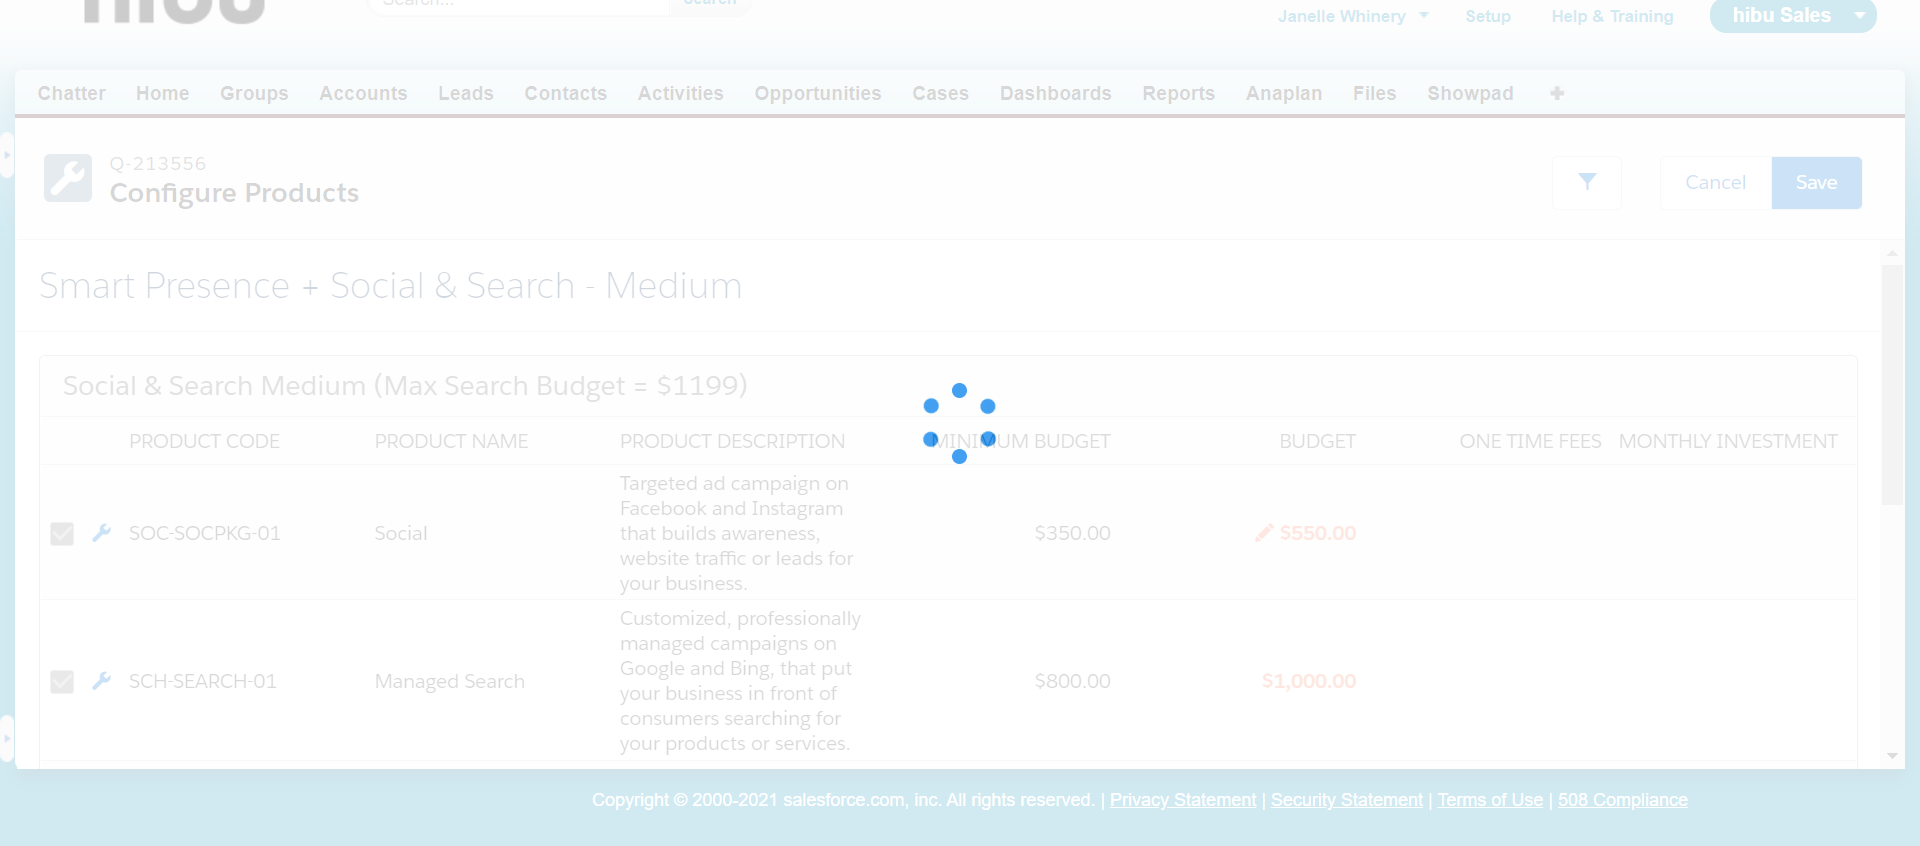 hibu
Search... Search
Janelle Whinery Setup Help & Training hibu Sales
Chatter Home Groups Accounts Leads Contacts Activities Opportunities Cases Dashboards Reports Anaplan Files Showpad
Q-213556
Configure Products
Cancel Save
Smart Presence + Social & Search - Medium
Social & Search Medium (Max Search Budget = $1199)
PRODUCT CODE PRODUCT NAME PRODUCT DESCRIPTION MINIMUM BUDGET BUDGET ONE TIME FEES MONTHLY INVESTMENT
SOC-SOCPKG-01 Social
Targeted ad campaign on
Facebook and Instagram
that builds awareness,
website traffic or leads for
your business.
$350.00 $550.00
SCH-SEARCH-01 Managed Search
Customized, professionally
managed campaigns on
Google and Bing, that put
your business in front of
consumers searching for
your products or services.
$800.00 $1,000.00
Copyright © 2000-2021 salesforce.com, inc. All rights reserved. | Privacy Statement | Security Statement | Terms of Use | 508 Compliance